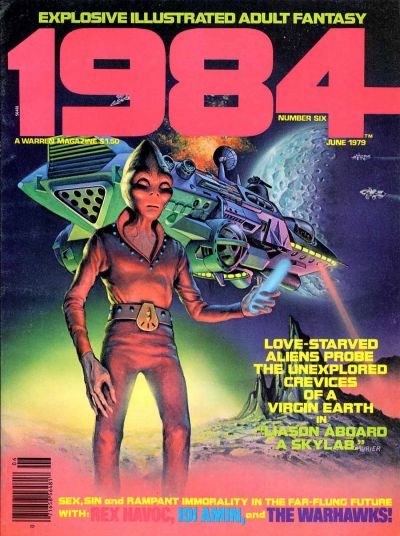 EXPLOSIVE ILLUSTRATED ADULT FANTASY
1984
NUMBER SIX
A WARREN MAGAZINE $1.50
JUNE 1979
TM
LOVE-STARVED
ALIENS PROBE
THE UNEXPLORED
CREVICES
OF A
VIRGIN EARTH
IN
"LIASON ABOARD
A SKYLAB."
SEX, SIN and RAMPANT IMMORALITY IN THE FAR-FLUNG FUTURE
WITH: REX HAVOC, IDI AMIN, and THE WARHAWKS!